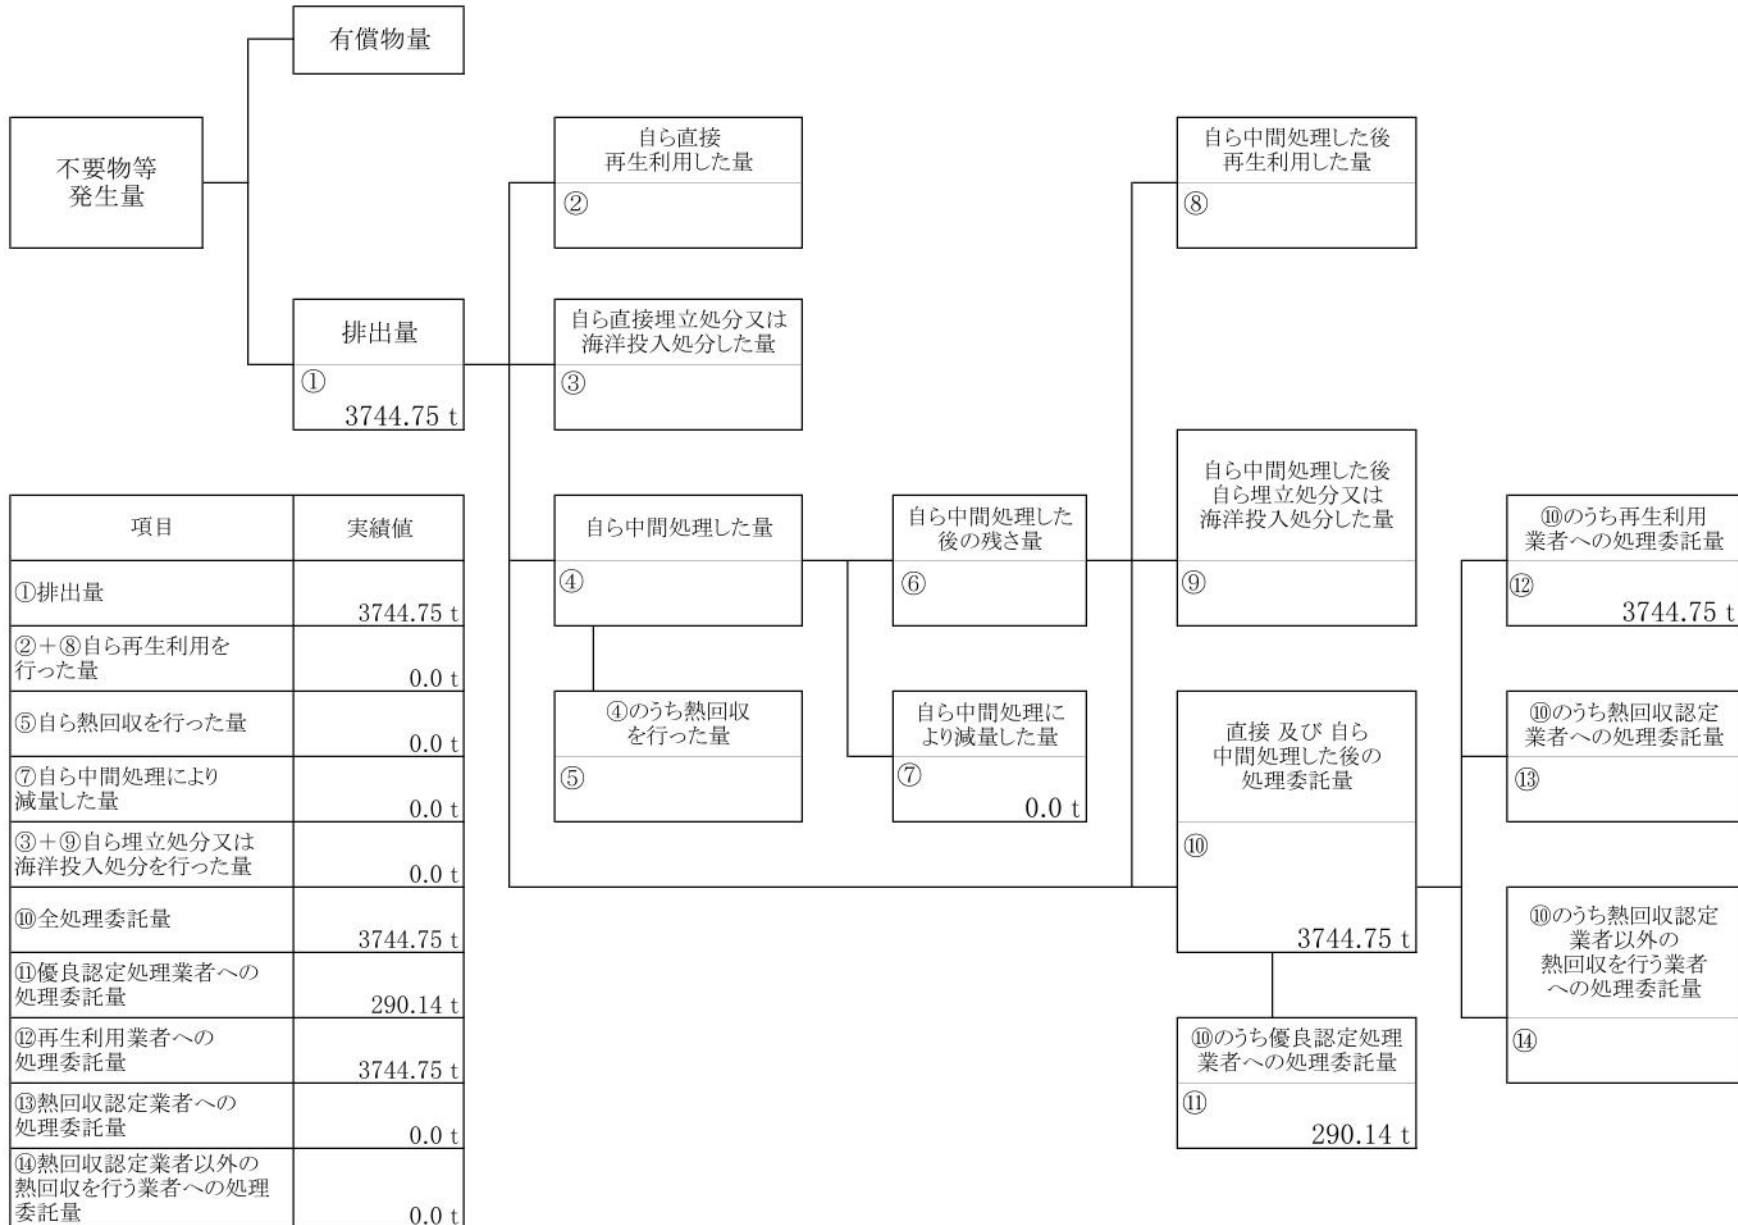 有償物量
不要物等
発生量
排出量
①
3744.75 t
自ら直接
再生利用した量
②
自ら直接埋立処分又は
海洋投入処分した量
③
自ら中間処理した量
④
④のうち熱回収
を行った量
⑤
自ら中間処理した
後の残さ量
⑥
自ら中間処理に
より減量した量
⑦
0.0 t
自ら中間処理した後
再生利用した量
⑧
自ら中間処理した後
自ら埋立処分又は
海洋投入処分した量
⑨
直接 及び 自ら
中間処理した後の
処理委託量
⑩
3744.75 t
⑩のうち優良認定処理
業者への処理委託量
⑪
290.14 t
⑩のうち再生利用
業者への処理委託量
⑫
3744.75 t
⑩のうち熱回収認定
業者への処理委託量
⑬
⑩のうち熱回収認定
業者以外の
熱回収を行う業者
への処理委託量
⑭
項目 実績値
①排出量
3744.75 t
②+⑧自ら再生利用を
行った量
0.0 t
⑤自ら熱回収を行った量
0.0 t
⑦自ら中間処理により
減量した量
0.0 t
③+⑨自ら埋立処分又は
海洋投入処分を行った量
0.0 t
⑩全処理委託量
3744.75 t
⑪優良認定処理業者への
処理委託量
290.14 t
⑫再生利用業者への
処理委託量
3744.75 t
⑬熱回収認定業者への
処理委託量
0.0 t
⑭熱回収認定業者以外の
熱回収を行う業者への処理
委託量
0.0 t